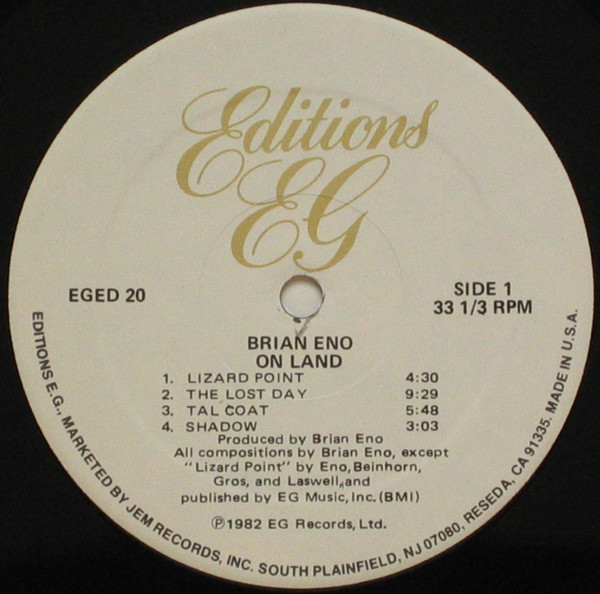 Editions
EG
EGED 20
SIDE 1
33 1/3 RPM
BRIAN ENO
ON LAND
1. LIZARD POINT 4:30
2. THE LOST DAY 9:29
3. TAL COAT 5:48
4. SHADOW 3:03
Produced by Brian Eno
All compositions by Brian Eno, except
"Lizard Point" by Eno, Beinhorn,
Gros, and Laswell, and
published by EG Music, Inc. (BMI)
℗1982 EG Records, Ltd.
EDITIONS E.G., MARKETED BY JEM RECORDS, INC. SOUTH PLAINFIELD, NJ 07080, RESEDA, CA 91335. MADE IN U.S.A.